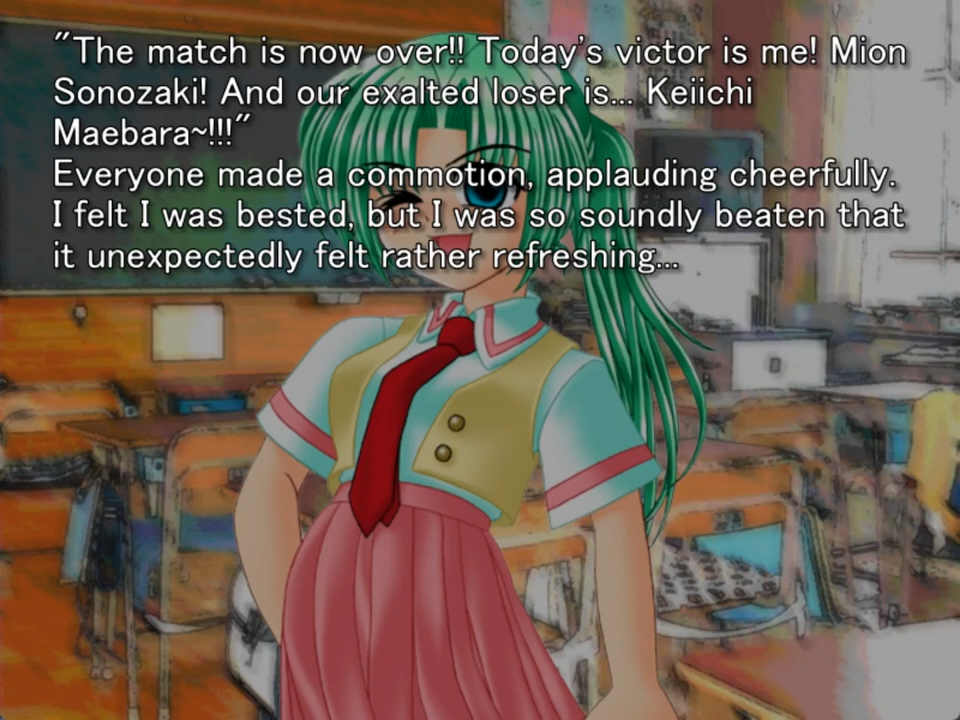 "The match is now over!! Today's victor is me! Mion
Sonozaki! And our exalted loser is... Keiichi
Maebara~!!!"
Everyone made a commotion, applauding cheerfully.
I felt I was bested, but I was so soundly beaten that
it unexpectedly felt rather refreshing...